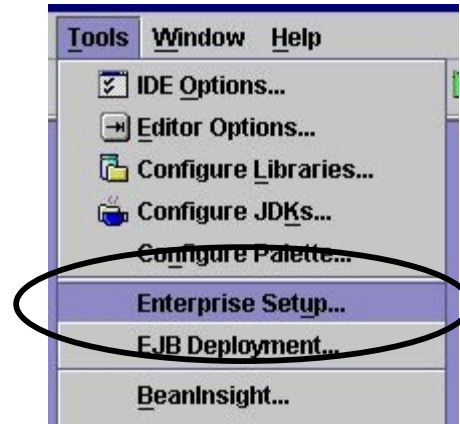 Tools Window Help
IDE Options...
Editor Options...
Configure Libraries...
Configure JDKs...
Configure Palette...
Enterprise Setup...
EJB Deployment...
BeanInsight...